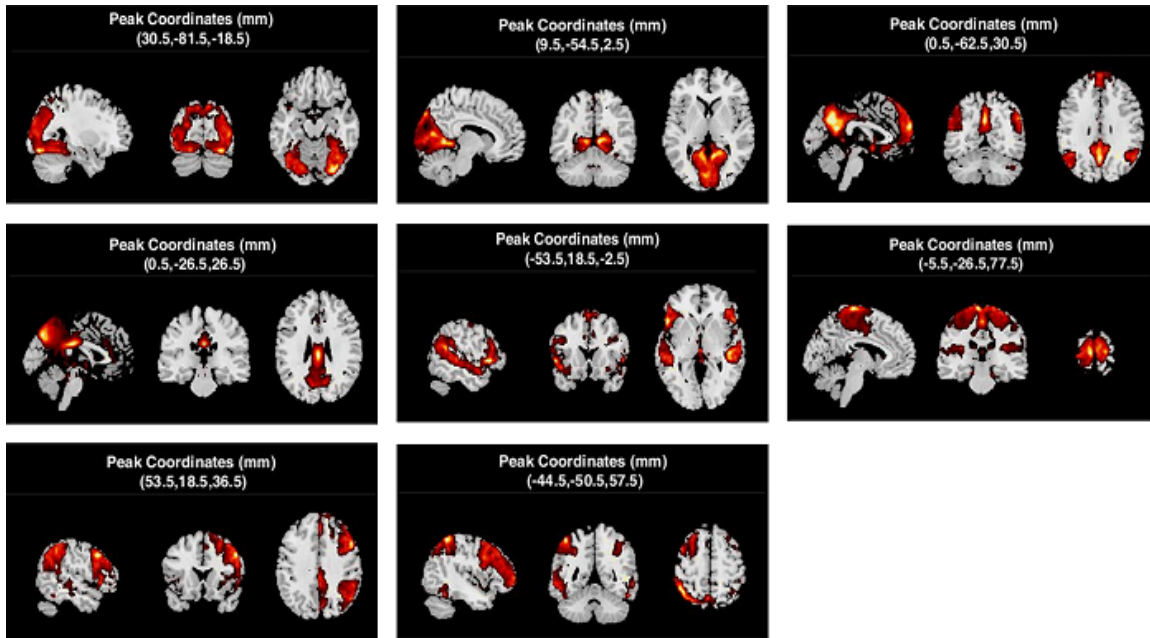 Peak Coordinates (mm)
(30.5,-81.5,-18.5)
Peak Coordinates (mm)
(9.5,-54.5,2.5)
Peak Coordinates (mm)
(0.5,-62.5,30.5)
Peak Coordinates (mm)
(0.5,-26.5,26.5)
Peak Coordinates (mm)
(-53.5,18.5,-2.5)
Peak Coordinates (mm)
(-5.5,-26.5,77.5)
Peak Coordinates (mm)
(53.5,18.5,36.5)
Peak Coordinates (mm)
(-44.5,-50.5,57.5)